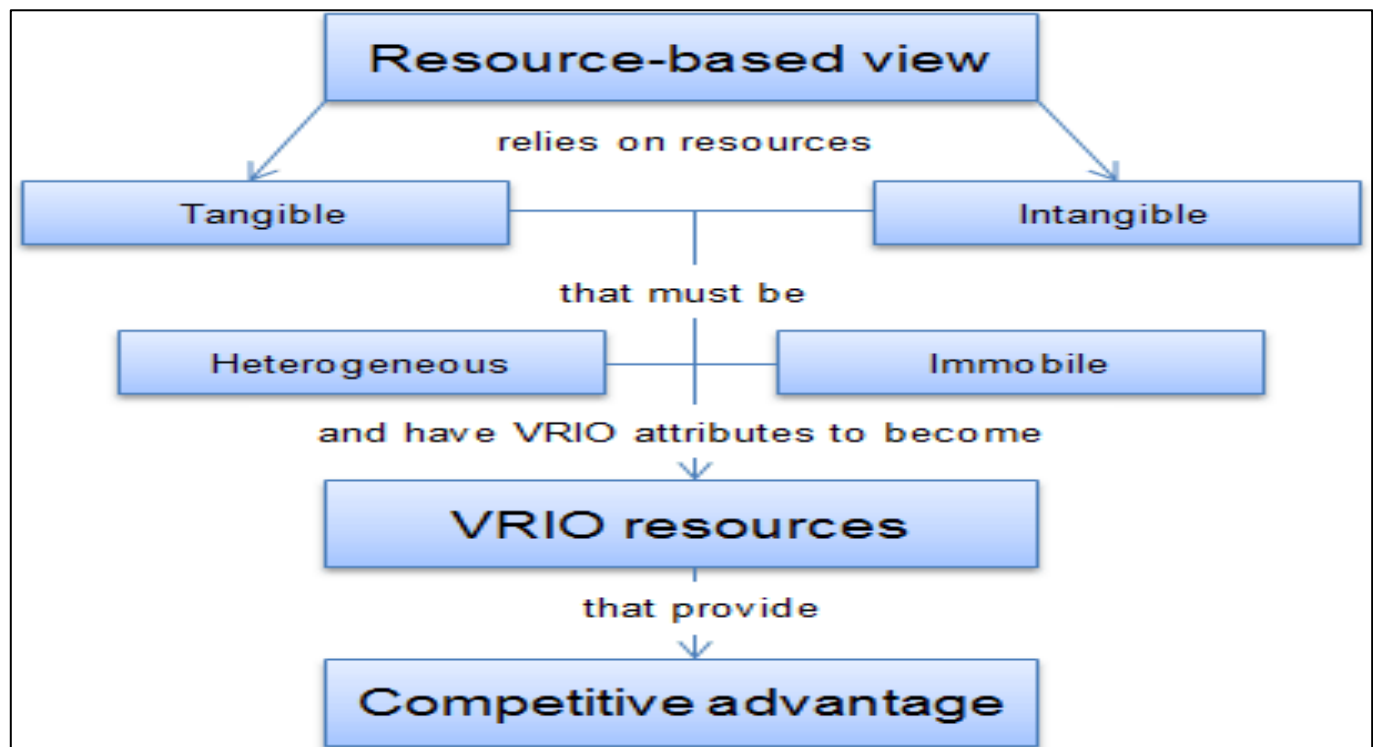 Resource-based view
relies on resources
Tangible
Intangible
that must be
Heterogeneous
Immobile
and have VRIO attributes to become
VRIO resources
that provide
Competitive advantage